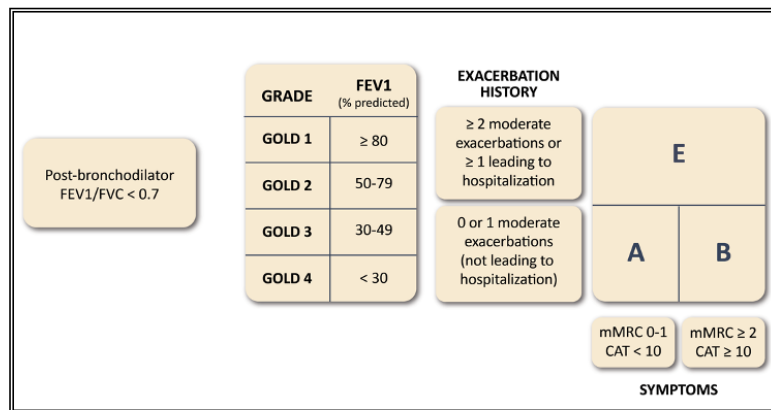 Post-bronchodilator
FEV1/FVC < 0.7
GRADE
FEV1
(% predicted)
GOLD 1
≥ 80
GOLD 2
50-79
GOLD 3
30-49
GOLD 4
< 30
EXACERBATION
HISTORY
≥ 2 moderate
exacerbations or
≥ 1 leading to
hospitalization
0 or 1 moderate
exacerbations
(not leading to
hospitalization)
E
A
B
mMRC 0-1
CAT < 10
mMRC ≥ 2
CAT ≥ 10
SYMPTOMS